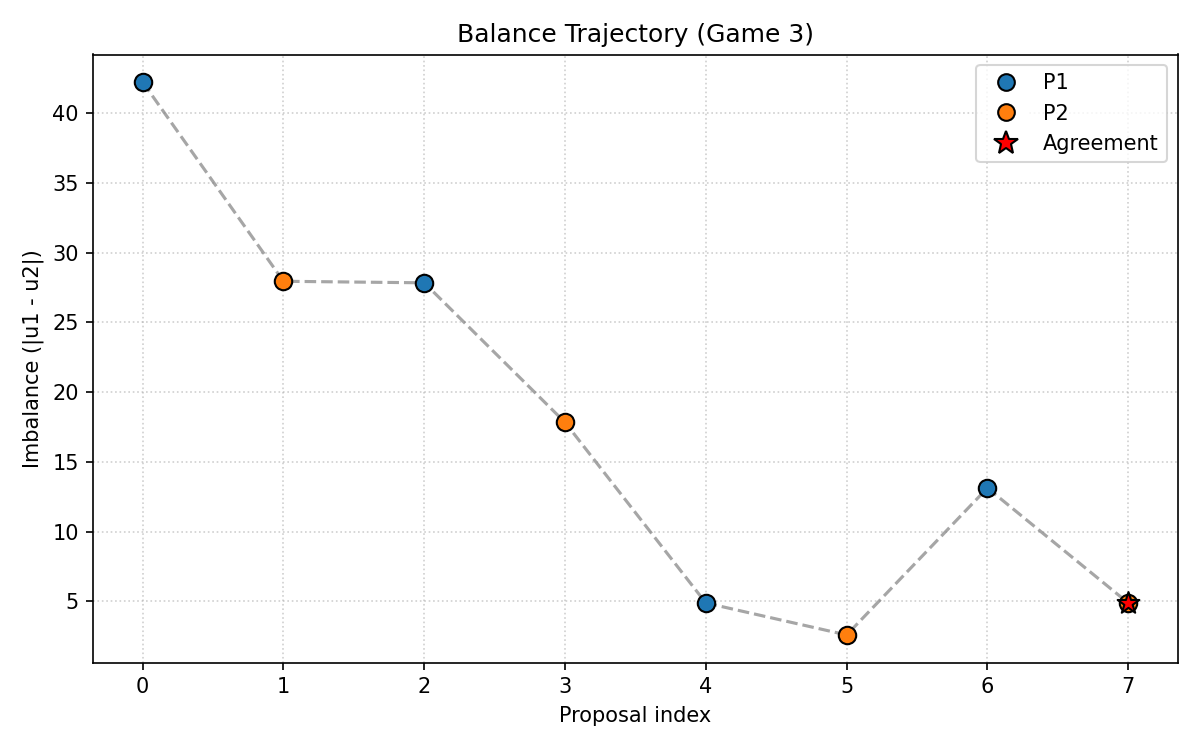 Balance Trajectory (Game 3)
P1
P2
Agreement
Imbalance (|u1 - u2|)
40
35
30
25
20
15
10
5
0 1 2 3 4 5 6 7
Proposal index